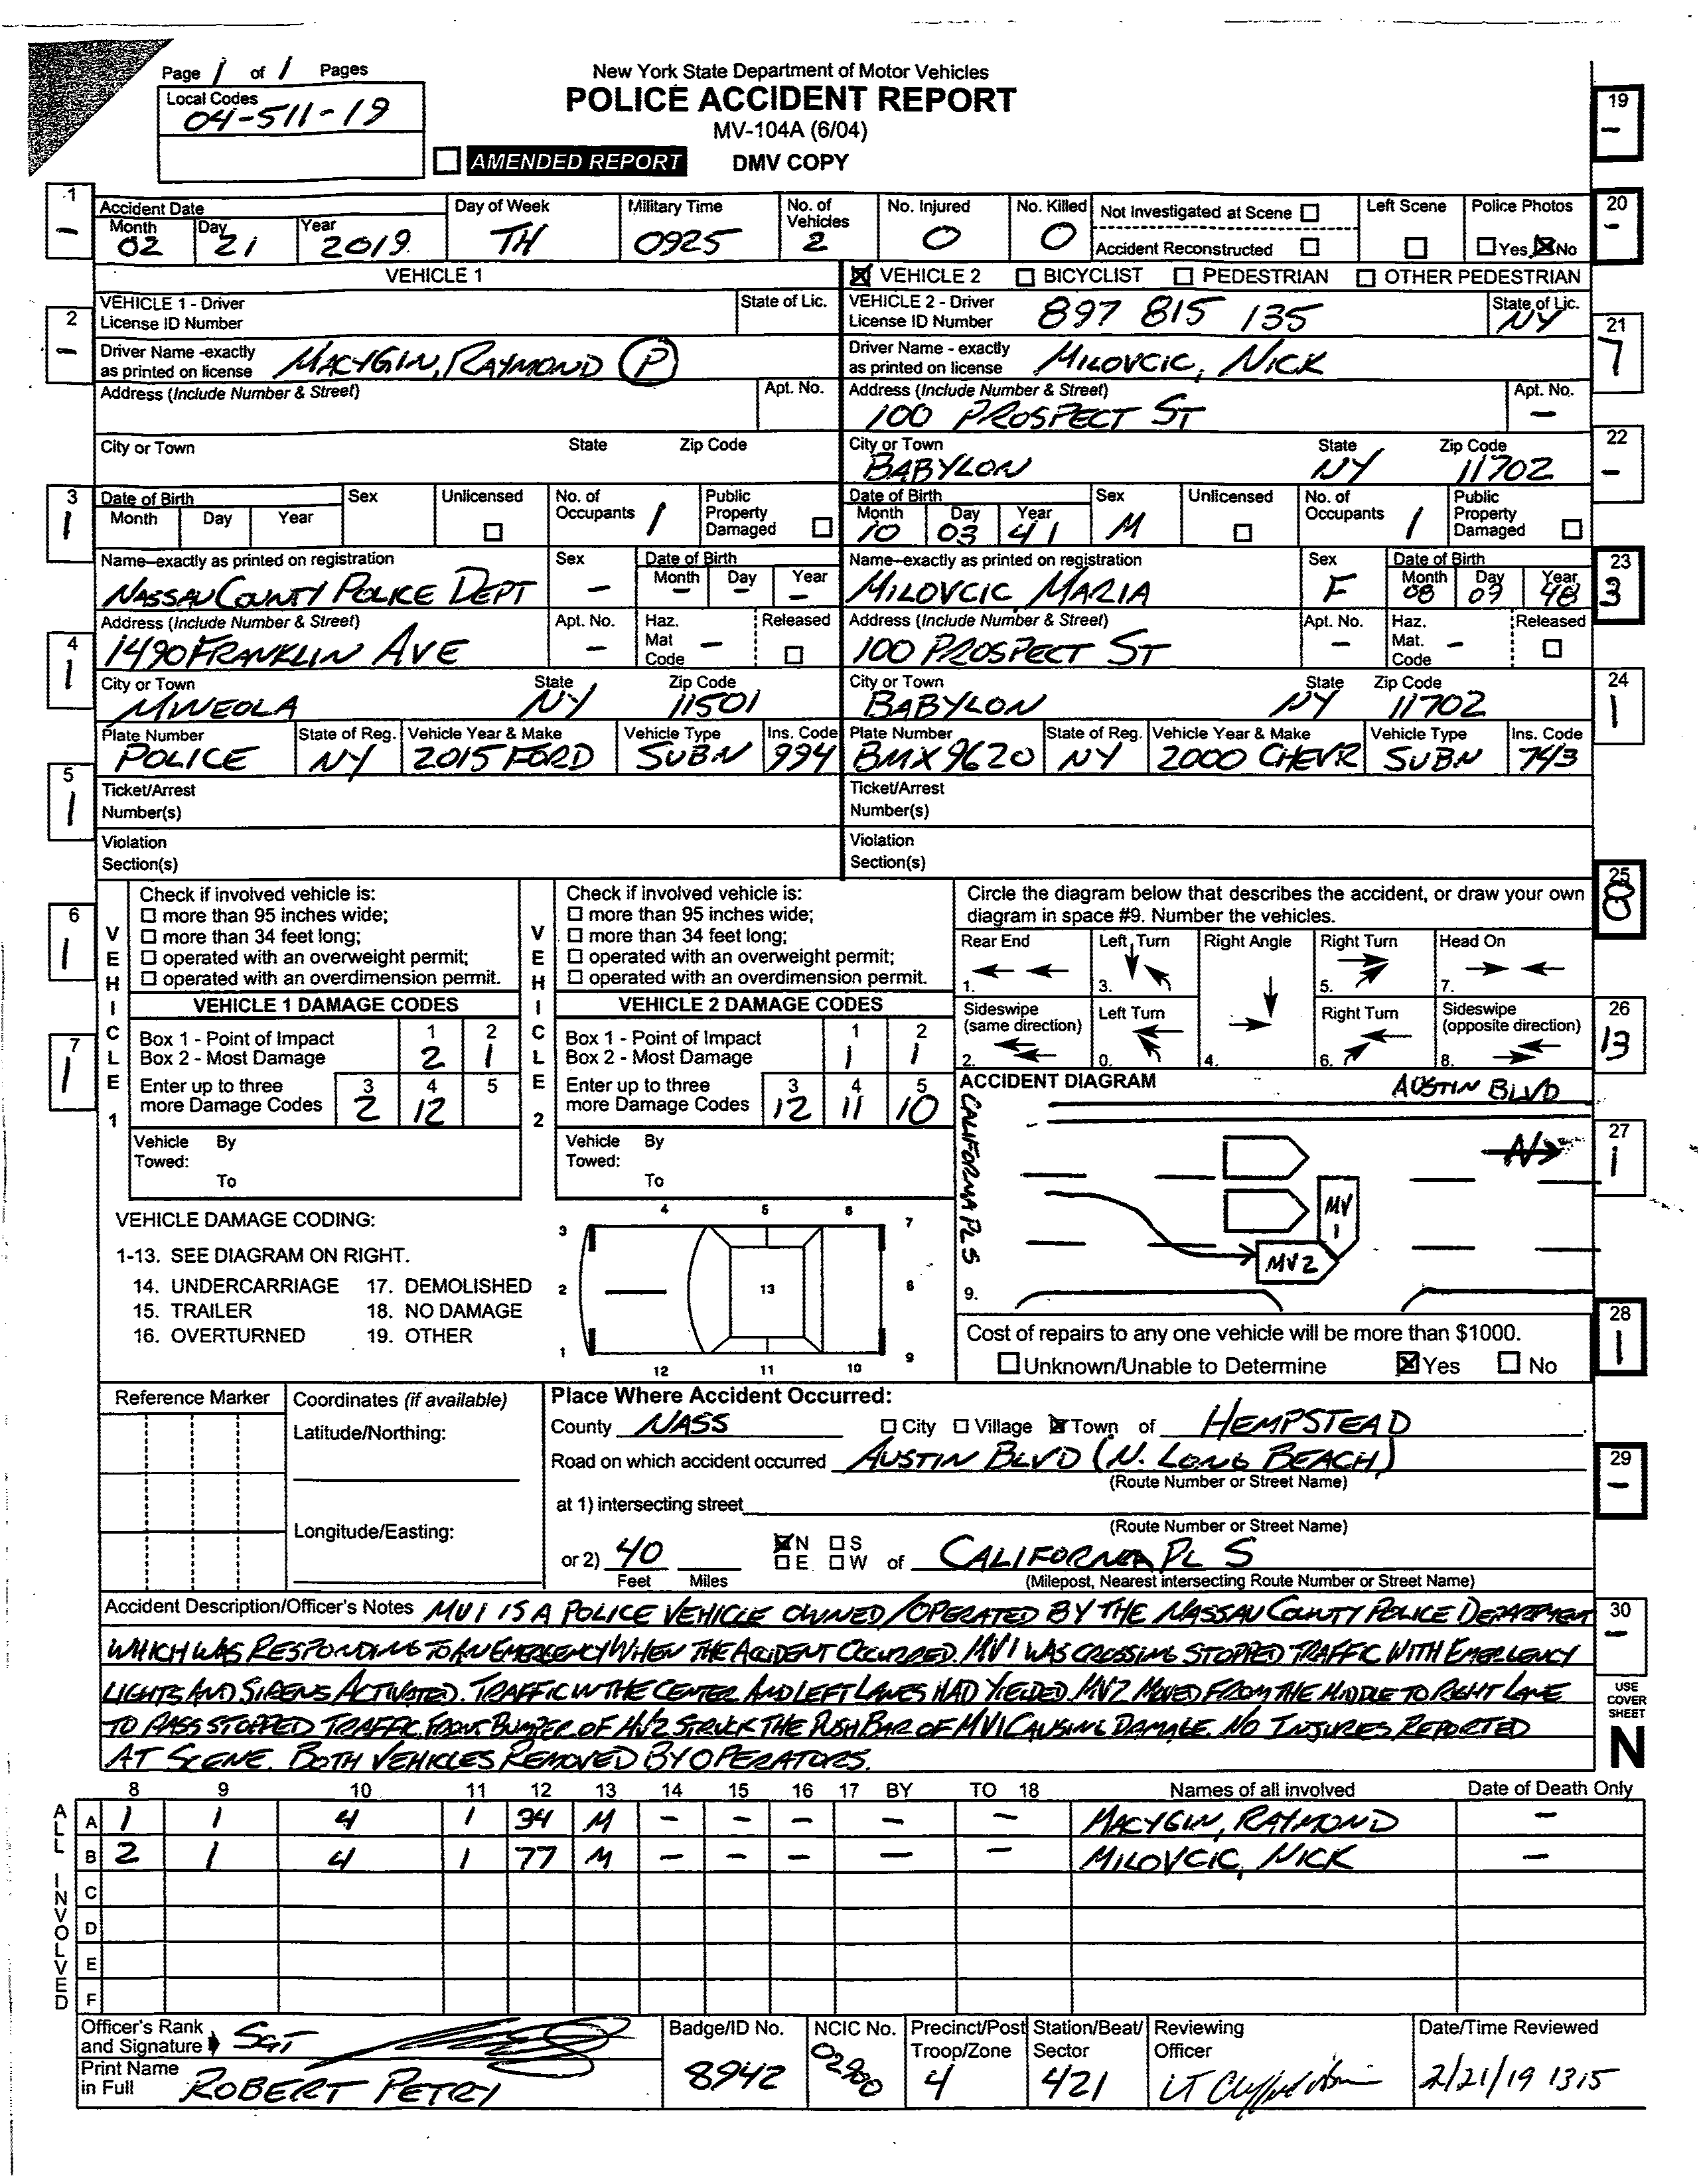 Page 1 of 1 Pages
New York State Department of Motor Vehicles
Local Codes
04-511-19
POLICE ACCIDENT REPORT
MV-104A (6/04)
AMENDED REPORT DMV COPY
19 -
1 -
Accident Date
Month 02 Day 21 Year 2019
Day of Week TH
Military Time 0925
No. of Vehicles 2
No. Injured 0
No. Killed 0
Not Investigated at Scene
Accident Reconstructed
Left Scene
Police Photos
Yes No
20 -
VEHICLE 1
VEHICLE 2 BICYCLIST PEDESTRIAN OTHER PEDESTRIAN
2 -
VEHICLE 1 - Driver License ID Number
State of Lic.
VEHICLE 2 - Driver License ID Number 897 815 135
State of Lic. NY
21 7
Driver Name -exactly as printed on license MACYGIN, RAYMOND P
Driver Name - exactly as printed on license MILOVCIC, NICK
Address (Include Number & Street) Apt. No.
Address (Include Number & Street) 100 PROSPECT ST Apt. No. -
City or Town State Zip Code
City or Town BABYLON State NY Zip Code 11702
22 -
3 1
Date of Birth Month Day Year
Sex Unlicensed No. of Occupants 1 Public Property Damaged
Date of Birth Month 10 Day 03 Year 41
Sex M Unlicensed No. of Occupants 1 Public Property Damaged
Name–exactly as printed on registration NASSAU COUNTY POLICE DEPT
Sex - Date of Birth Month - Day - Year -
Name–exactly as printed on registration MILOVCIC MARIA
Sex F Date of Birth Month 08 Day 07 Year 48
23 3
4 1
Address (Include Number & Street) 1490 FRANKLIN AVE
Apt. No. - Haz. Mat Code - Released
Address (Include Number & Street) 100 PROSPECT ST
Apt. No. - Haz. Mat. Code - Released
City or Town MINEOLA State NY Zip Code 11501
City or Town BABYLON State NY Zip Code 11702
24 1
Plate Number POLICE State of Reg. NY Vehicle Year & Make 2015 FORD Vehicle Type SUBN Ins. Code 994
Plate Number BMX9620 State of Reg. NY Vehicle Year & Make 2000 CHEVR Vehicle Type SUBN Ins. Code 743
5 1
Ticket/Arrest Number(s)
Ticket/Arrest Number(s)
Violation Section(s)
Violation Section(s)
25
6 1
VEHICLE 1
Check if involved vehicle is:
more than 95 inches wide;
more than 34 feet long;
operated with an overweight permit;
operated with an overdimension permit.
VEHICLE 2
Check if involved vehicle is:
more than 95 inches wide;
more than 34 feet long;
operated with an overweight permit;
operated with an overdimension permit.
Circle the diagram below that describes the accident, or draw your own diagram in space #9. Number the vehicles.
Rear End 1.
Left Turn 3.
Right Angle 4.
Right Turn 5.
Head On 7.
Sideswipe (same direction) 2.
Left Turn 0.
Right Turn 6.
Sideswipe (opposite direction) 8.
26 13
7 1
VEHICLE 1 DAMAGE CODES
Box 1 - Point of Impact 1 2
Box 2 - Most Damage 2 1
Enter up to three more Damage Codes 3 4 5
2 12
VEHICLE 2 DAMAGE CODES
Box 1 - Point of Impact 1 2
Box 2 - Most Damage 1 1
Enter up to three more Damage Codes 3 4 5
12 11 10
Vehicle Towed: By
To
Vehicle Towed: By
To
ACCIDENT DIAGRAM
AUSTIN BLVD
CALIFORNIA PL S
N
MV 1
MV 2
9.
27 1
VEHICLE DAMAGE CODING:
1-13. SEE DIAGRAM ON RIGHT.
14. UNDERCARRIAGE 17. DEMOLISHED
15. TRAILER 18. NO DAMAGE
16. OVERTURNED 19. OTHER
3 4 5 6 7
2 13 8
1 12 11 10 9
Cost of repairs to any one vehicle will be more than $1000.
Unknown/Unable to Determine Yes No
28 1
Reference Marker
Coordinates (if available)
Latitude/Northing:
Longitude/Easting:
Place Where Accident Occurred:
County NASS City Village Town of HEMPSTEAD
Road on which accident occurred AUSTIN BLVD (N. LONG BEACH)
(Route Number or Street Name)
29 -
at 1) intersecting street
(Route Number or Street Name)
or 2) 40 Feet Miles N S E W of CALIFORNIA PL S
(Milepost, Nearest intersecting Route Number or Street Name)
Accident Description/Officer's Notes MV1 IS A POLICE VEHICLE OWNED/OPERATED BY THE NASSAU COUNTY POLICE DEPARTMENT
WHICH WAS RESPONDING TO AN EMERGENCY WHEN THE ACCIDENT OCCURRED. MV1 WAS CROSSING STOPPED TRAFFIC WITH EMERGENCY
LIGHTS AND SIRENS ACTIVATED. TRAFFIC IN THE CENTER AND LEFT LANES HAD YIELDED. MV2 MOVED FROM THE MIDDLE TO RIGHT LANE
TO PASS STOPPED TRAFFIC. FRONT BUMPER OF MV2 STRUCK THE PUSH BAR OF MV1 CAUSING DAMAGE. NO INJURIES REPORTED
AT SCENE. BOTH VEHICLES REMOVED BY OPERATORS.
30 -
USE COVER SHEET
N
ALL INVOLVED
8 9 10 11 12 13 14 15 16 17 BY TO 18 Names of all involved Date of Death Only
A 1 1 4 1 34 M - - - - - MACYGIN, RAYMOND -
B 2 1 4 1 77 M - - - - - MILOVCIC, NICK -
C
D
E
F
Officer's Rank and Signature SGT
Print Name in Full ROBERT PETRY
Badge/ID No. 8942
NCIC No. 02900
Precinct/Post Troop/Zone 4
Station/Beat/Sector 421
Reviewing Officer LT
Date/Time Reviewed 2/21/19 1315